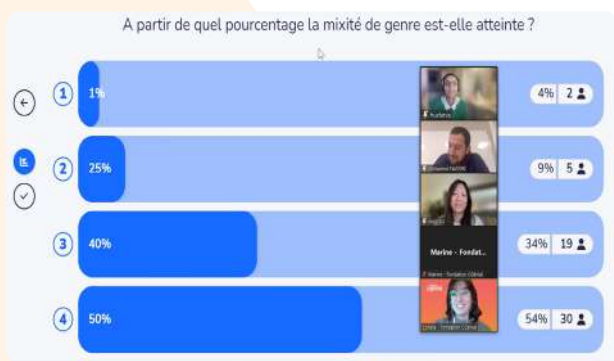 A partir de quel pourcentage la mixité de genre est-elle atteinte ?
1 1% 4% 2
2 25% 9% 5
3 40% 34% 19
Marine - Fondat...
4 50% 54% 30